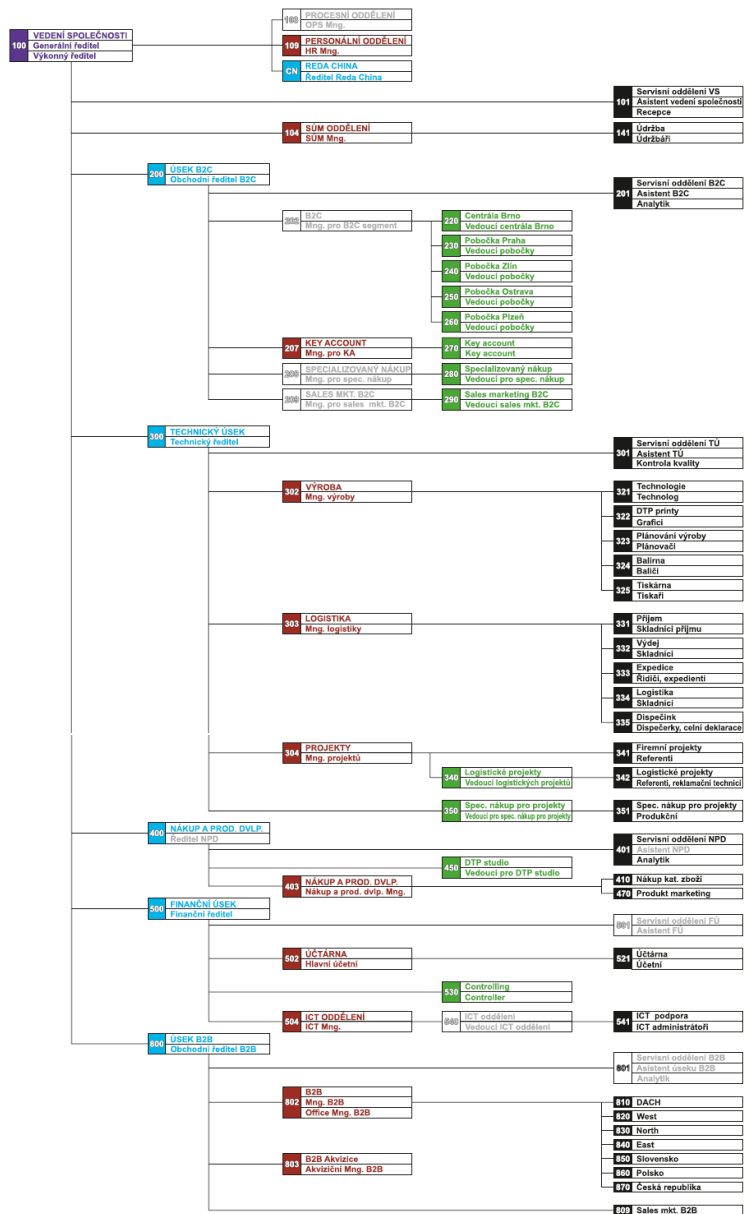 108
PROCESNÍ ODDĚLENÍ
OPS Mng.
100
VEDENÍ SPOLEČNOSTI
Generální ředitel
Výkonný ředitel
109
PERSONÁLNÍ ODDĚLENÍ
HR Mng.
CN
REDA CHINA
Ředitel Reda China
101
Servisní oddělení VS
Asistent vedení společnosti
Recepce
104
SÚM ODDĚLENÍ
SÚM Mng.
141
Údržba
Údržbáři
200
ÚSEK B2C
Obchodní ředitel B2C
201
Servisní oddělení B2C
Asistent B2C
Analytik
202
B2C
Mng. pro B2C segment
220
Centrála Brno
Vedoucí centrála Brno
230
Pobočka Praha
Vedoucí pobočky
240
Pobočka Zlín
Vedoucí pobočky
250
Pobočka Ostrava
Vedoucí pobočky
260
Pobočka Plzeň
Vedoucí pobočky
207
KEY ACCOUNT
Mng. pro KA
270
Key account
Key account
208
SPECIALIZOVANÝ NÁKUP
Mng. pro spec. nákup
280
Specializovaný nákup
Vedoucí pro spec. nákup
209
SALES MKT. B2C
Mng. pro sales mkt. B2C
290
Sales marketing B2C
Vedoucí sales mkt. B2C
300
TECHNICKÝ ÚSEK
Technický ředitel
301
Servisní oddělení TÚ
Asistent TÚ
Kontrola kvality
302
VÝROBA
Mng. výroby
321
Technologie
Technolog
322
DTP printy
Grafici
323
Plánování výroby
Plánovači
324
Balírna
Baliči
325
Tiskárna
Tiskaři
303
LOGISTIKA
Mng. logistiky
331
Příjem
Skladníci příjmu
332
Výdej
Skladníci
333
Expedice
Řidiči, expedienti
334
Logistika
Skladníci
335
Dispečink
Dispečerky, celní deklarace
304
PROJEKTY
Mng. projektů
341
Firemní projekty
Referenti
340
Logistické projekty
Vedoucí logistických projektů
342
Logistické projekty
Referenti, reklamační technici
350
Spec. nákup pro projekty
Vedoucí pro spec. nákup pro projekty
351
Spec. nákup pro projekty
Produkční
400
NÁKUP A PROD. DVLP.
Ředitel NPD
401
Servisní oddělení NPD
Asistent NPD
Analytik
450
DTP studio
Vedoucí pro DTP studio
403
NÁKUP A PROD. DVLP.
Nákup a prod. dvlp. Mng.
410
Nákup kat. zboží
470
Produkt marketing
500
FINANČNÍ ÚSEK
Finanční ředitel
501
Servisní oddělení FÚ
Asistent FÚ
502
ÚČTÁRNA
Hlavní účetní
521
Účtárna
Účetní
530
Controlling
Controller
504
ICT ODDĚLENÍ
ICT Mng.
540
ICT oddělení
Vedoucí ICT oddělení
541
ICT podpora
ICT administrátoři
800
ÚSEK B2B
Obchodní ředitel B2B
801
Servisní oddělení B2B
Asistent úseku B2B
Analytik
802
B2B
Mng. B2B
Office Mng. B2B
810 DACH
820 West
830 North
840 East
850 Slovensko
860 Polsko
870 Česká republika
803
B2B Akvizice
Akviziční Mng. B2B
809 Sales mkt. B2B